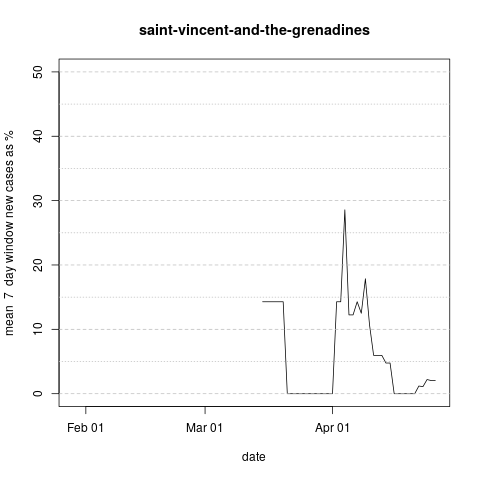 saint-vincent-and-the-grenadines
mean  7  day window new cases as %
50
40
30
20
10
0
Feb 01
Mar 01
Apr 01
date